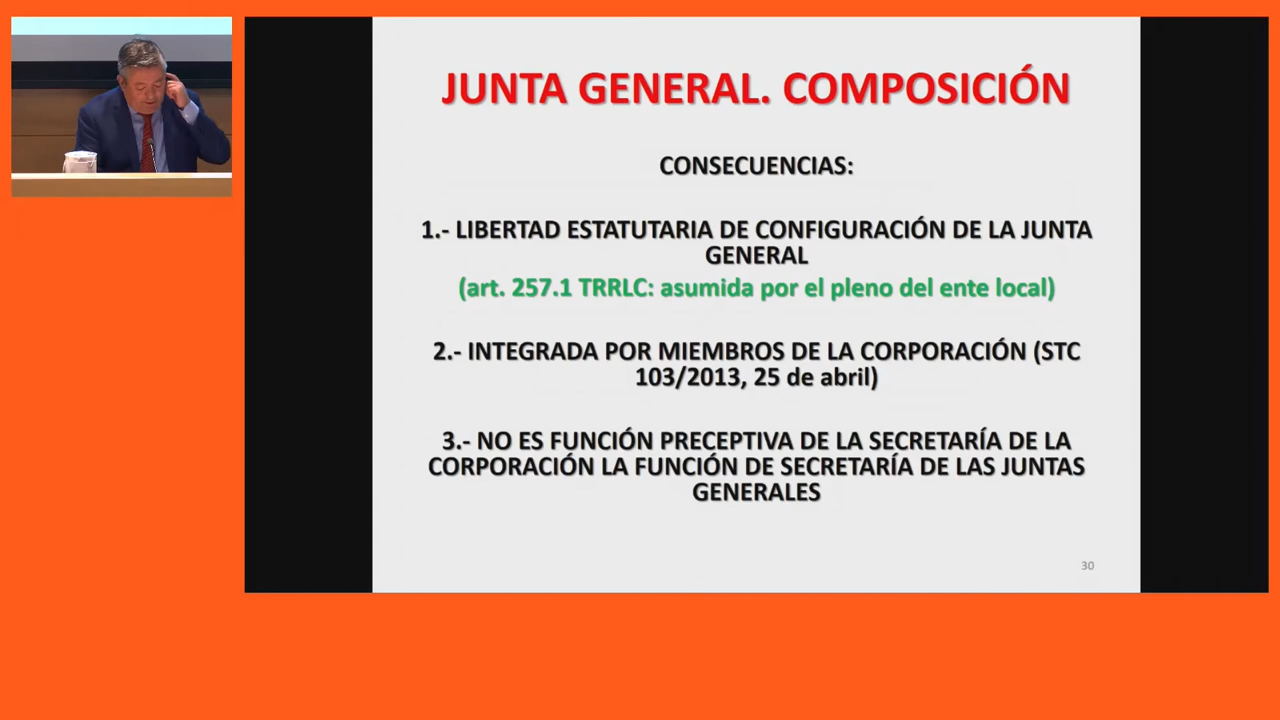 JUNTA GENERAL. COMPOSICIÓN
CONSECUENCIAS:
1.- LIBERTAD ESTATUTARIA DE CONFIGURACIÓN DE LA JUNTA
GENERAL
(art. 257.1 TRRLC: asumida por el pleno del ente local)
2.- INTEGRADA POR MIEMBROS DE LA CORPORACIÓN (STC
103/2013, 25 de abril)
3.- NO ES FUNCIÓN PRECEPTIVA DE LA SECRETARÍA DE LA
CORPORACIÓN LA FUNCIÓN DE SECRETARÍA DE LAS JUNTAS
GENERALES
30